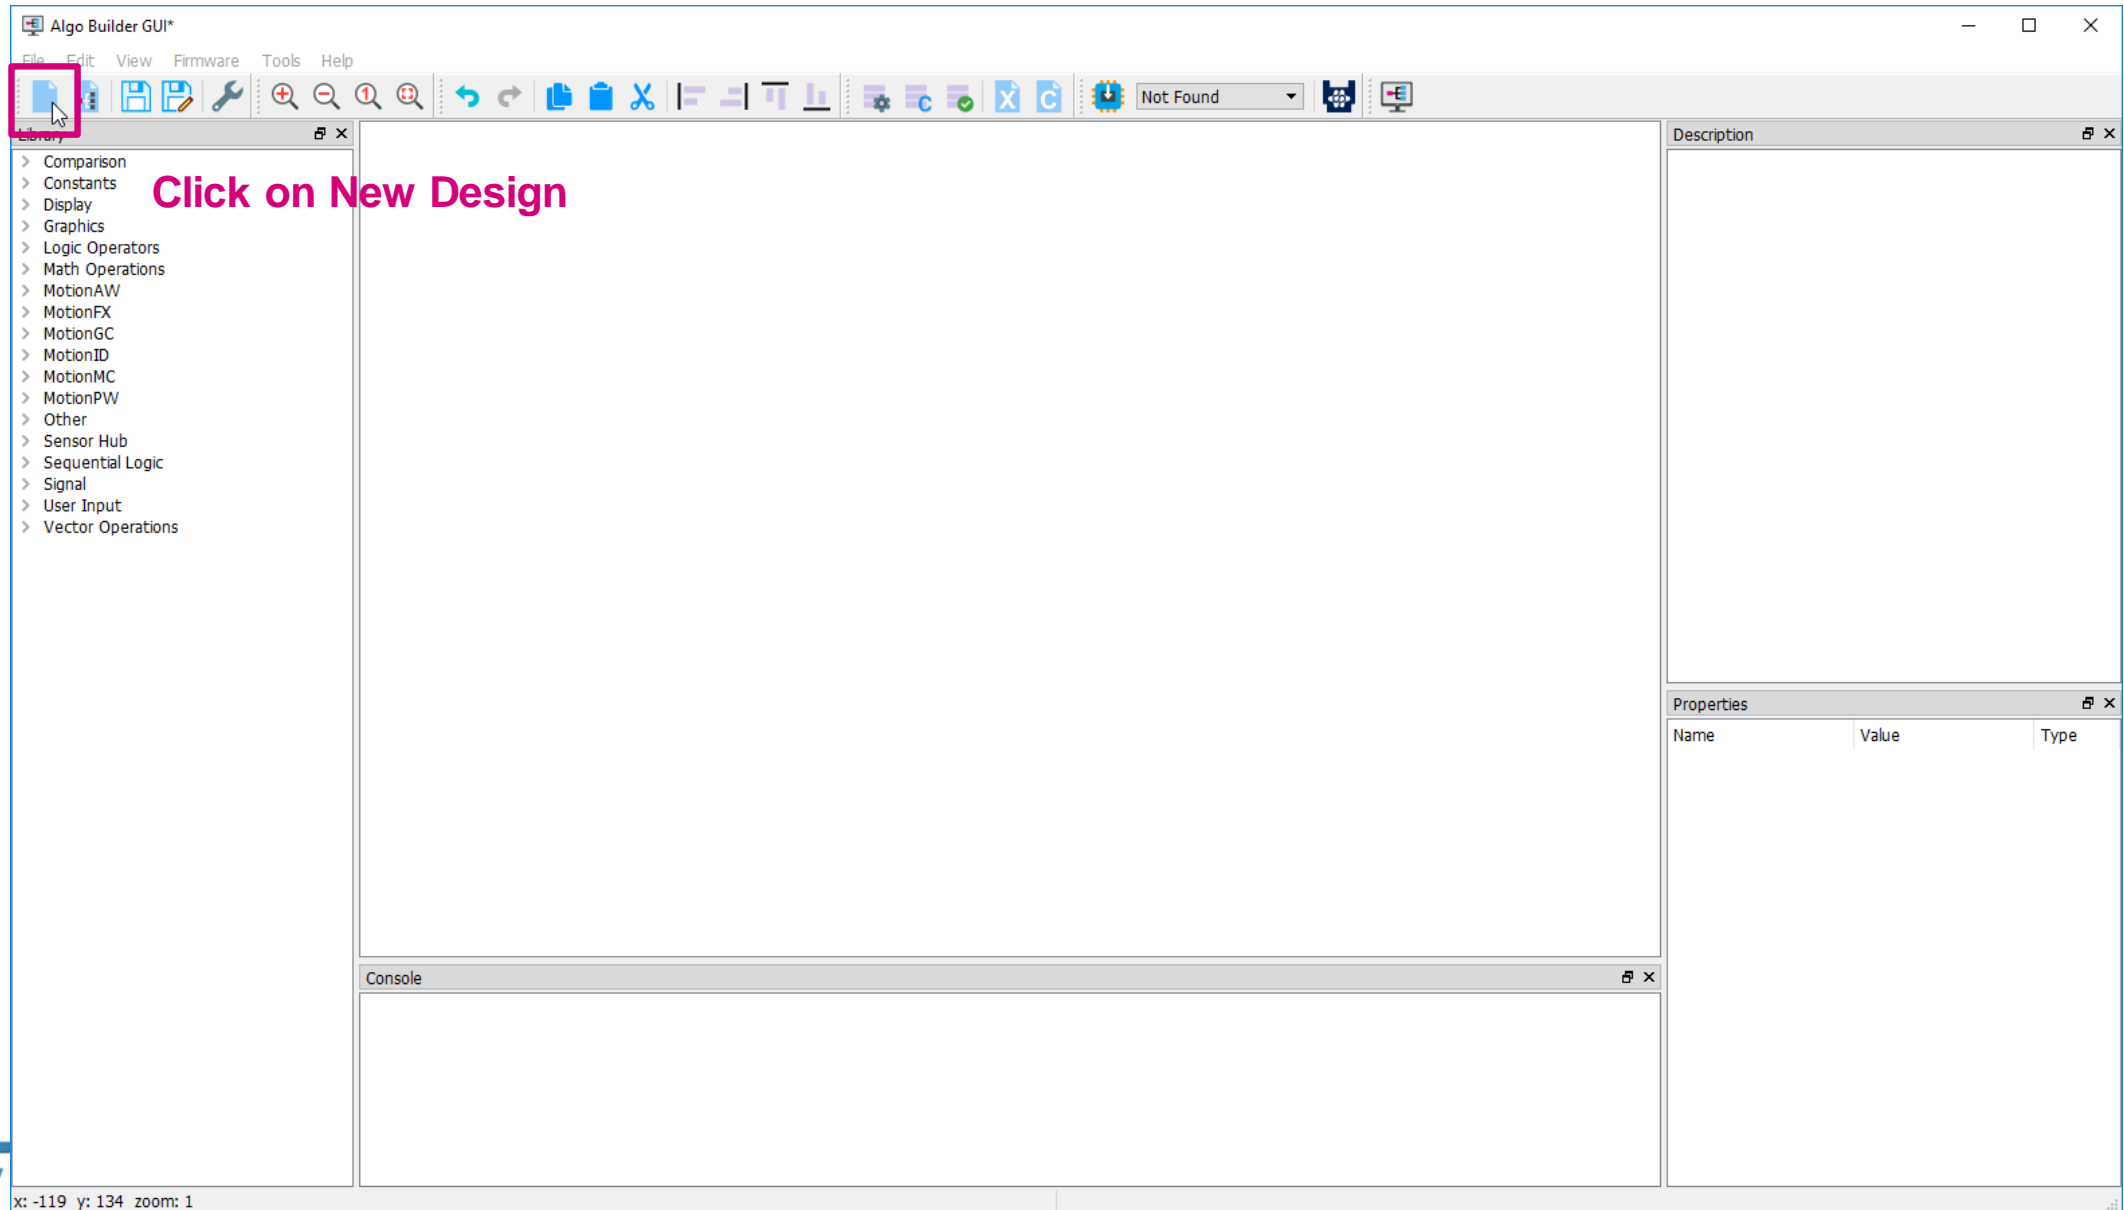 Algo Builder GUI*
File Edit View Firmware Tools Help
Not Found
Library
Comparison
Constants
Display
Graphics
Logic Operators
Math Operations
MotionAW
MotionFX
MotionGC
MotionID
MotionMC
MotionPW
Other
Sensor Hub
Sequential Logic
Signal
User Input
Vector Operations
Click on New Design
Description
Properties
Name Value Type
Console
x: -119 y: 134 zoom: 1